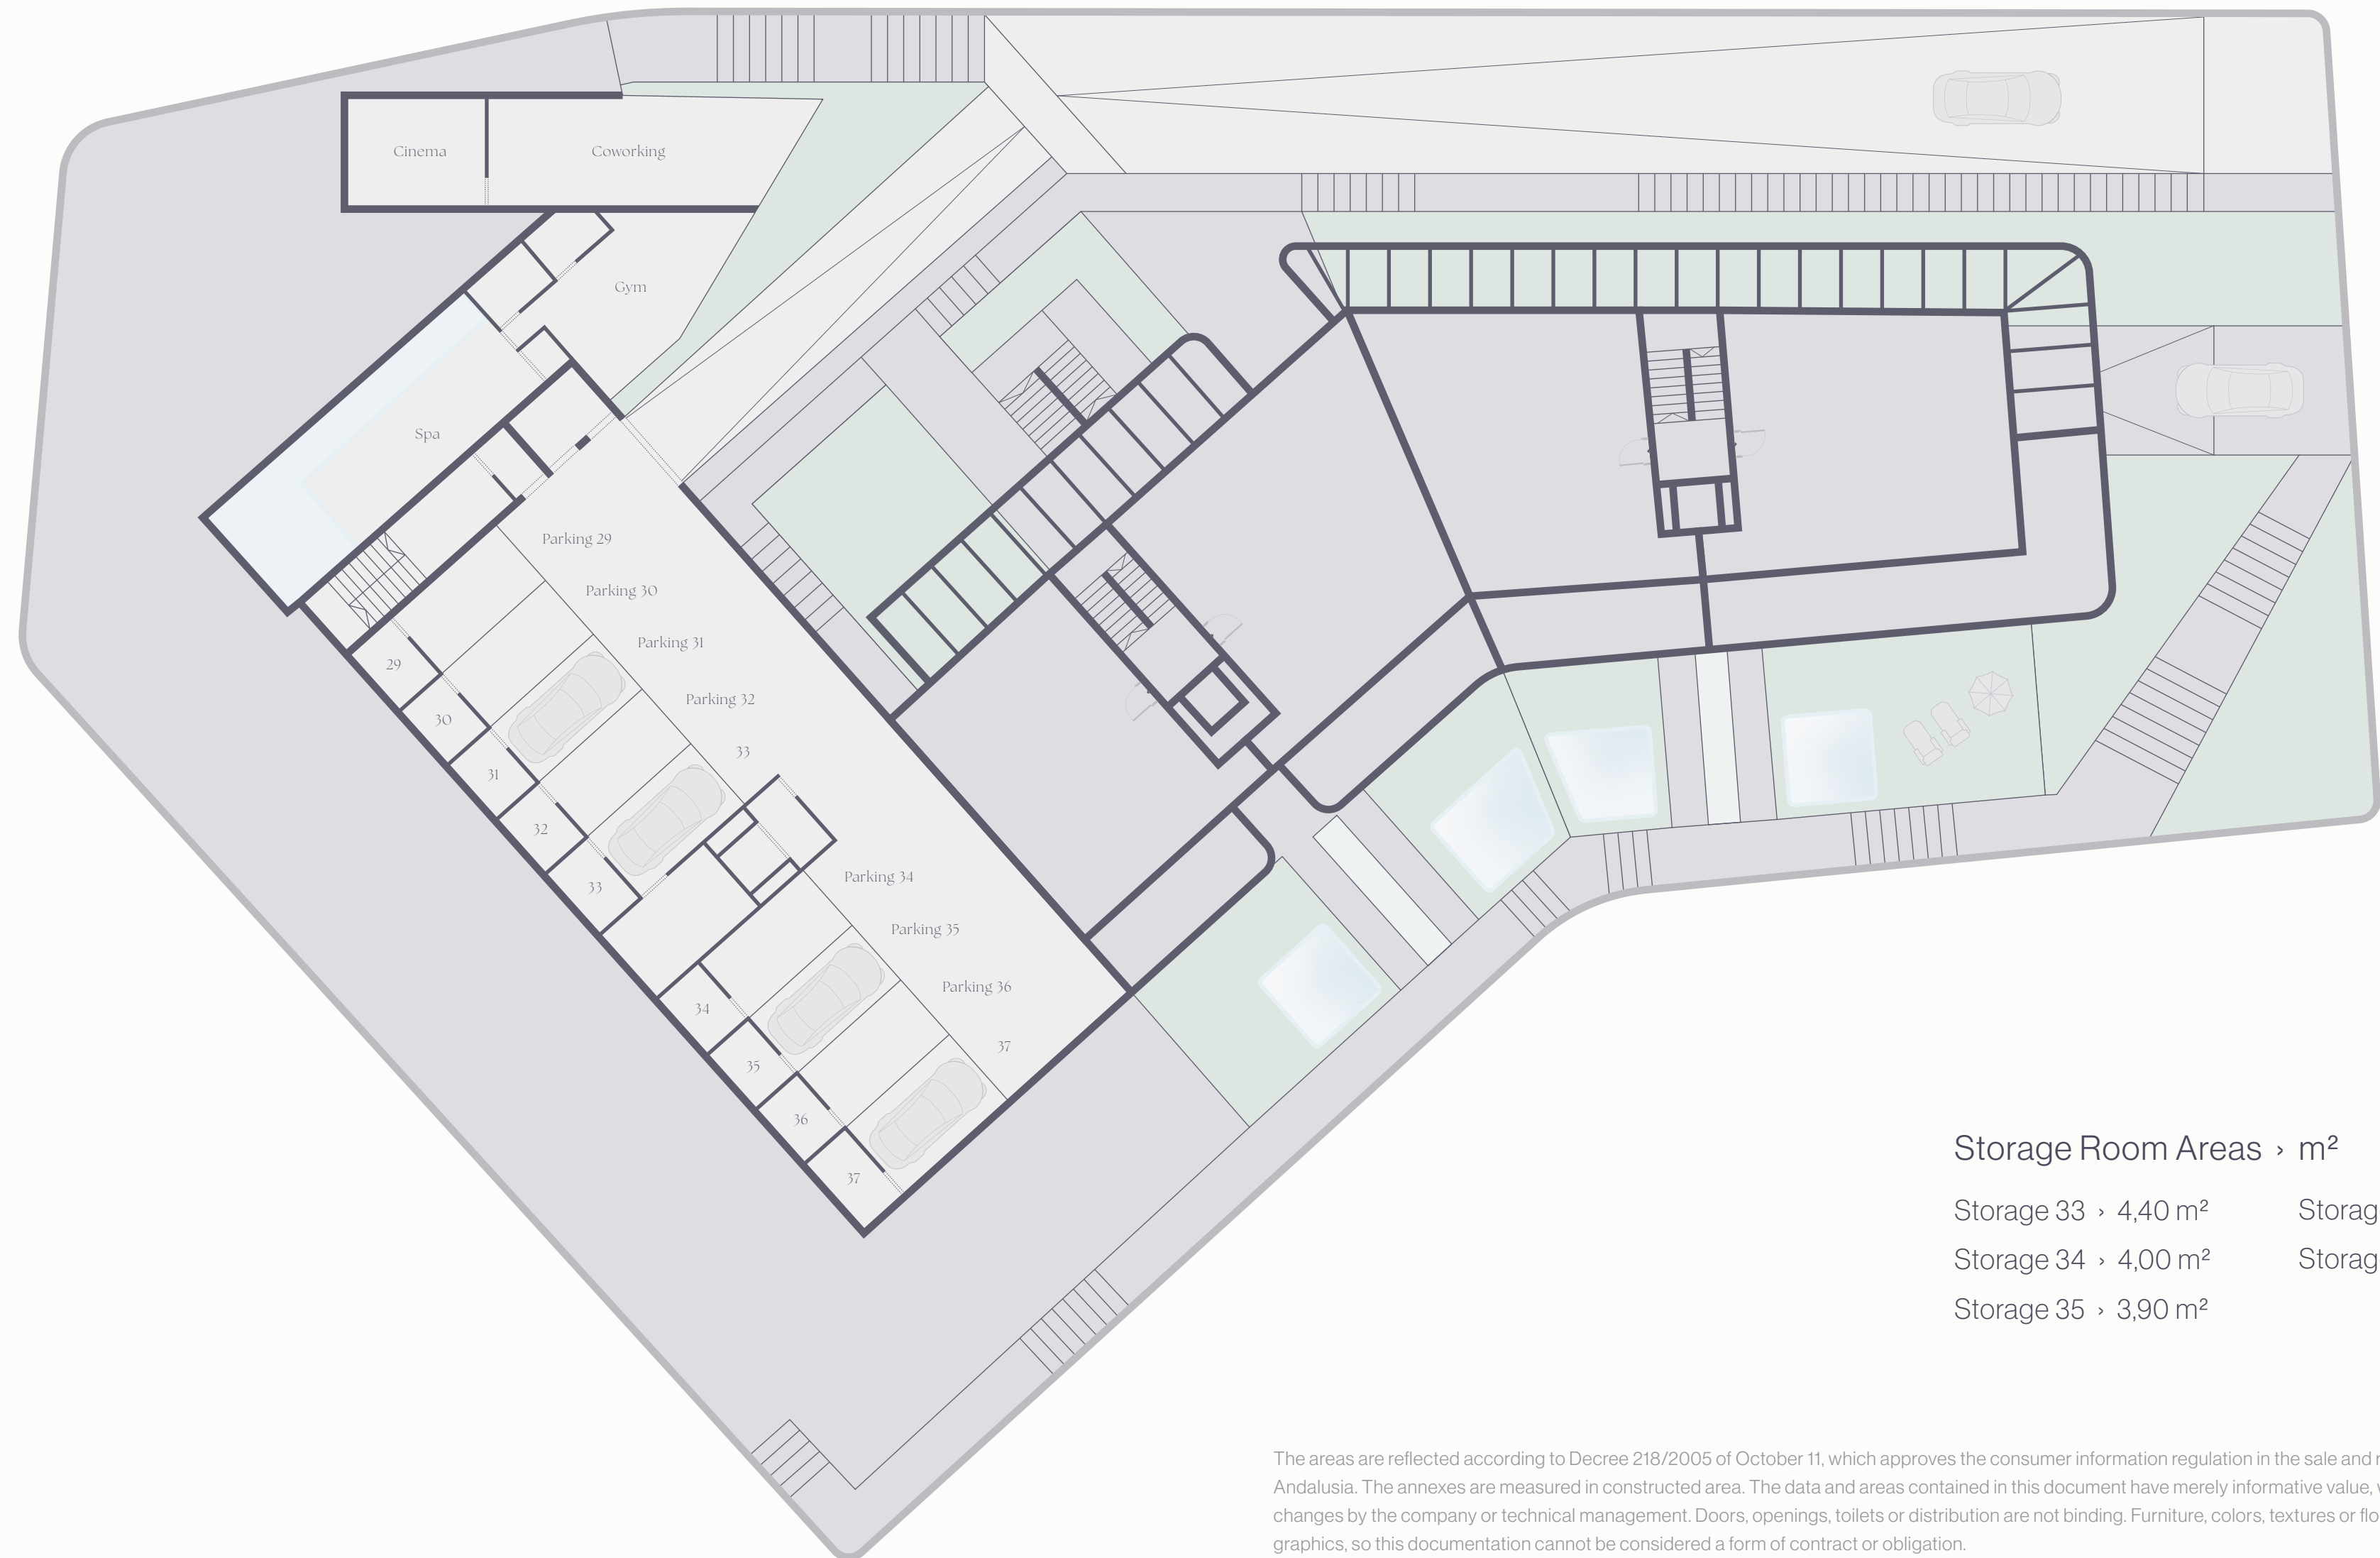 Cinema
Coworking
Gym
Spa
Parking 29
Parking 30
Parking 31
Parking 32
33
29
30
31
32
33
Parking 34
Parking 35
Parking 36
37
34
35
36
37
Storage Room Areas › m²
Storage 33 › 4,40 m²
Storage 34 › 4,00 m²
Storage 35 › 3,90 m²
The areas are reflected according to Decree 218/2005 of October 11, which approves the consumer information regulation in the sale and
Andalusia. The annexes are measured in constructed area. The data and areas contained in this document have merely informative value,
changes by the company or technical management. Doors, openings, toilets or distribution are not binding. Furniture, colors, textures or
graphics, so this documentation cannot be considered a form of contract or obligation.